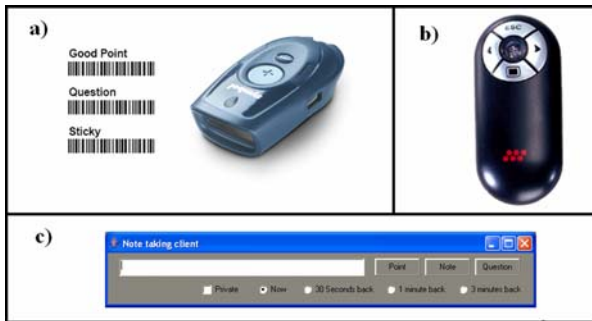 a)
Good Point
Question
Sticky
symbol
b)
ESC
c)
Note taking client
Point Note Question
Private Now 30 Seconds back 1 minute back 3 minutes back